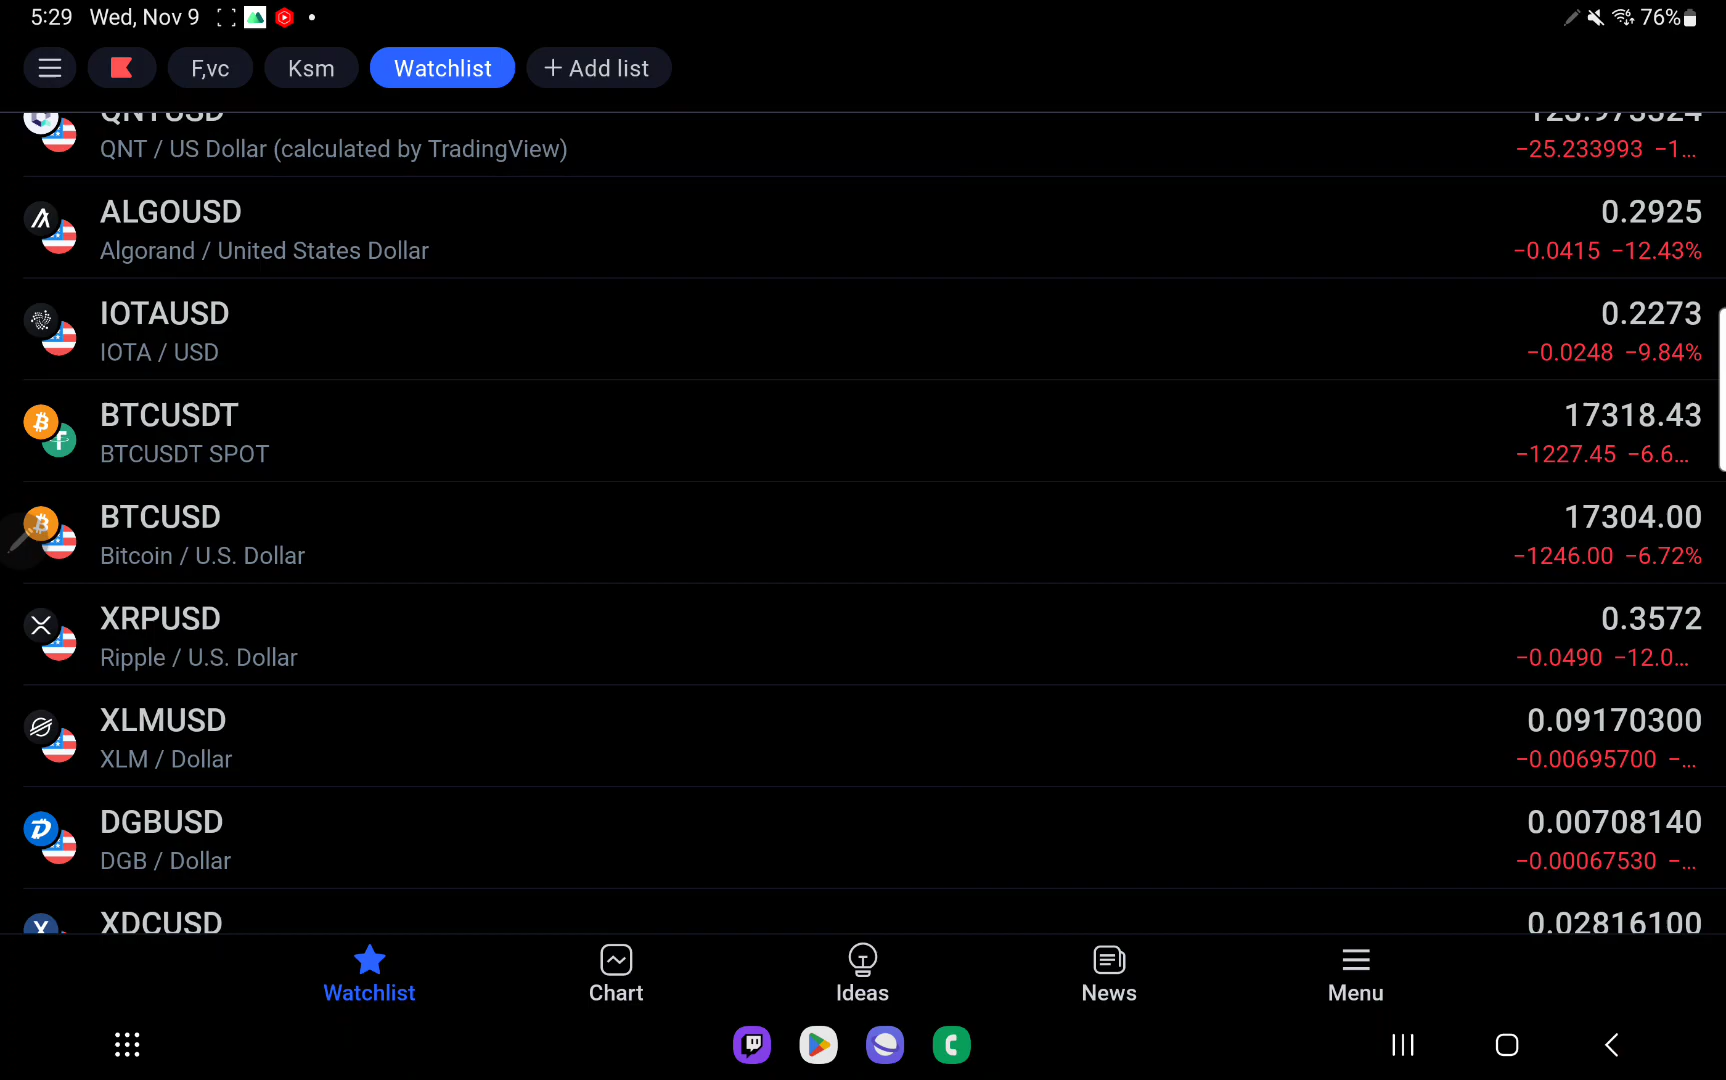 5:29 Wed, Nov 9 76%
F,vc Ksm Watchlist + Add list
QNTUSD 123.973324
QNT / US Dollar (calculated by TradingView) −25.233993 −1...
ALGOUSD 0.2925
Algorand / United States Dollar −0.0415 −12.43%
IOTAUSD 0.2273
IOTA / USD −0.0248 −9.84%
BTCUSDT 17318.43
BTCUSDT SPOT −1227.45 −6.6...
BTCUSD 17304.00
Bitcoin / U.S. Dollar −1246.00 −6.72%
XRPUSD 0.3572
Ripple / U.S. Dollar −0.0490 −12.0...
XLMUSD 0.09170300
XLM / Dollar −0.00695700 −...
DGBUSD 0.00708140
DGB / Dollar −0.00067530 −...
XDCUSD 0.02816100
Watchlist Chart Ideas News Menu